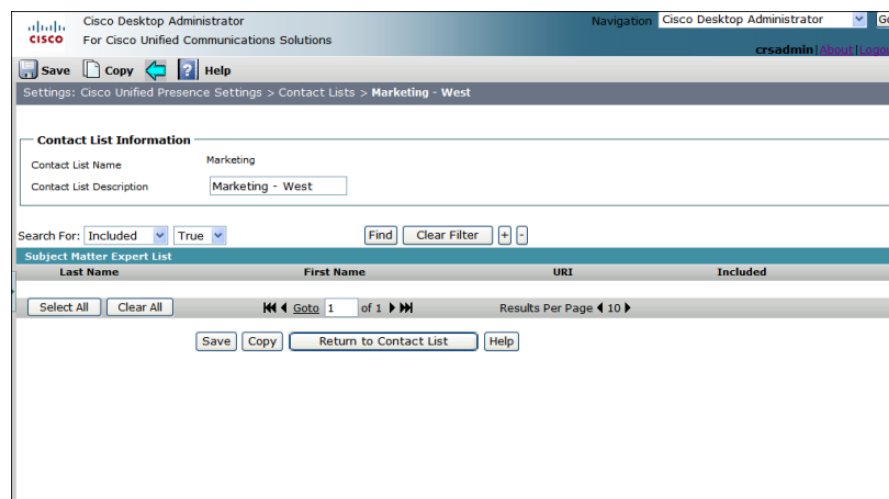 Cisco Desktop Administrator
For Cisco Unified Communications Solutions
Navigation Cisco Desktop Administrator
crsadmin | About |
CISCO
Save Copy ? Help
Settings: Cisco Unified Presence Settings > Contact Lists > Marketing - West
Contact List Information
Contact List Name Marketing
Contact List Description Marketing - West
Search For: Included True Find Clear Filter + -
Subject Matter Expert List
Last Name First Name URI Included
Select All Clear All Goto 1 of 1 Results Per Page 10
Save Copy Return to Contact List Help